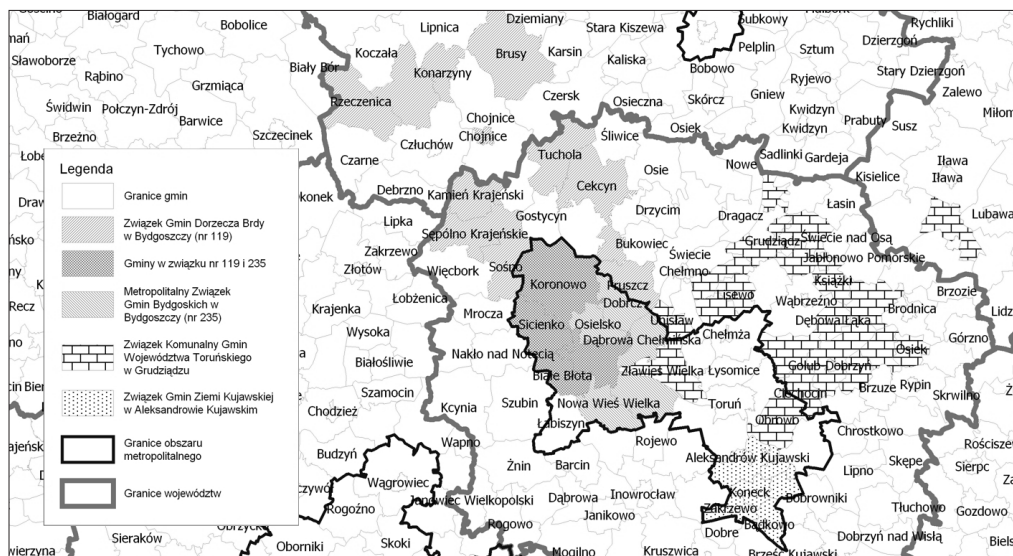 Białogard
Bobolice
Tychowo
Sławoborze
Rąbino
Grzmiąca
Świdwin
Połczyn-Zdrój
Barwice
Brzeżno
Szczecinek
Biały Bór
Lipnica
Dziemiany
Stara Kiszewa
Subkowy
Rychliki
Koczała
Brusy
Karsin
Pelplin
Sztum
Dzierzgoń
Konarzyny
Kaliska
Bobowo
Ryjewo
Stary Dzierzgoń
Rzeczenica
Czersk
Osieczna
Skórcz
Gniew
Kwidzyn
Kwidzyn
Zalewo
Chojnice
Chojnice
Prabuty
Susz
Człuchów
Śliwice
Osiek
Czarne
Tuchola
Osie
Nowe
Sadlinki
Gardeja
Iława
Iława
Kisielice
Debrzno
Kamień Krajeński
Cekcyn
Lipka
Gostycyn
Drzycim
Dragacz
Łasin
Lubawa
Sępólno Krajeńskie
Bukowiec
Grudziądz
Świecie nad Osą
Zakrzewo
Świecie
Jabłonowo Pomorskie
Złotów
Więcbork
Sośno
Chełmno
Książki
Łobżenica
Koronowo
Pruszcz
Lisewo
Wąbrzeźno
Brodnica
Brzozie
Krajenka
Mrocza
Dobrcz
Unisław
Dębowa Łąka
Wysoka
Sicienko
Osielsko
Dąbrowa Chełmińska
Chełmża
Górzno
Osiek
Białośliwie
Nakło nad Notecią
Zławieś Wielka
Łysomice
Golub-Dobrzyń
Białe Błota
Brzuze
Rypin
Szamocin
Ciechocin
Skrwilno
Kcynia
Szubin
Nowa Wieś Wielka
Toruń
Chodzież
Łabiszyn
Obrowo
Chrostkowo
Wapno
Rojewo
Budzyń
Aleksandrów Kujawski
Żnin
Barcin
Lipno
Skępe
Sierpc
Wągrowiec
Koneck
Bobrowniki
Rogoźno
Janowiec Wielkopolski
Dąbrowa
Inowrocław
Zakrzewo
Tłuchowo
Gozdowo
Janikowo
Bądkowo
Rogowo
Dobre
Sieraków
Oborniki
Skoki
Mogilno
Kruszwica
Brześć Kujawski
Dobrzyń nad Wisłą
Legenda
Granice gmin
Związek Gmin Dorzecza Brdy
w Bydgoszczy (nr 119)
Gminy w związku nr 119 i 235
Metropolitalny Związek
Gmin Bydgoskich w
Bydgoszczy (nr 235)
Związek Komunalny Gmin
Województwa Toruńskiego
w Grudziądzu
Związek Gmin Ziemi Kujawskiej
w Aleksandrowie Kujawskim
Granice obszaru
metropolitalnego
Granice województw